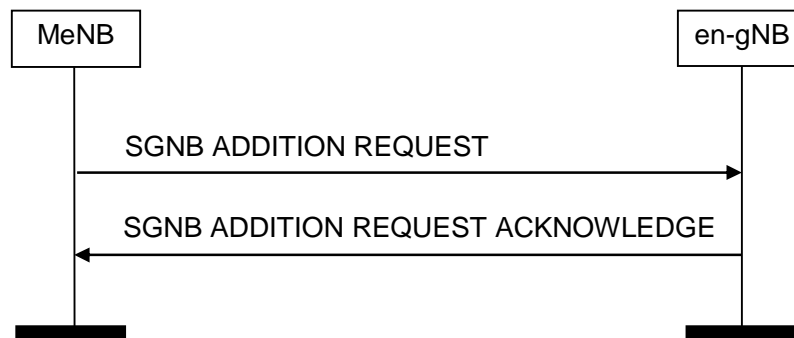 MeNB
en-gNB
SGNB ADDITION REQUEST
SGNB ADDITION REQUEST ACKNOWLEDGE